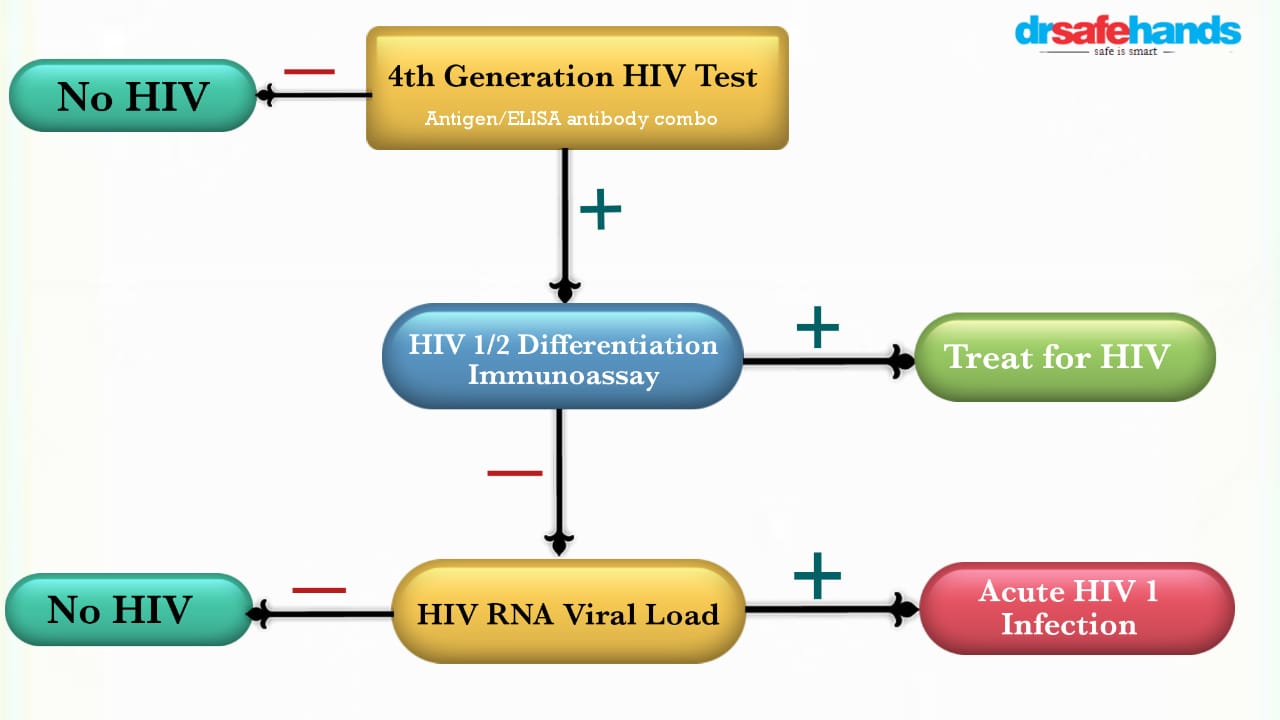 drsafehands
safe is smart
4th Generation HIV Test
Antigen/ELISA antibody combo
No HIV
−
+
HIV 1/2 Differentiation
Immunoassay
+
Treat for HIV
−
HIV RNA Viral Load
−
No HIV
+
Acute HIV 1
Infection